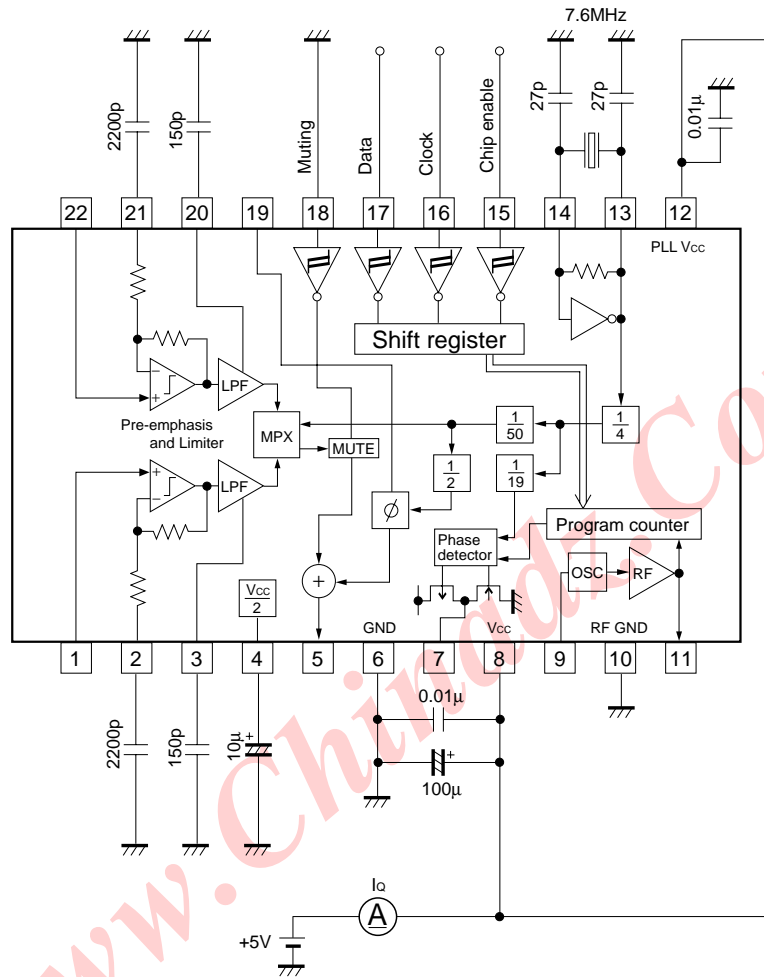 7.6MHz
2200p
150p
Muting
Data
Clock
Chip enable
27p
27p
0.01μ
22 21 20 19 18 17 16 15 14 13 12
PLL Vcc
Shift register
LPF
Pre-emphasis
and Limiter
MPX
MUTE
1/50
1/4
1/2
1/19
LPF
ϕ
Phase
detector
Program counter
OSC
RF
+
Vcc/2
GND
Vcc
RF GND
1 2 3 4 5 6 7 8 9 10 11
2200p
150p
10μ
+
0.01μ
+
100μ
IQ
A
+5V
www.Chinadz.Co